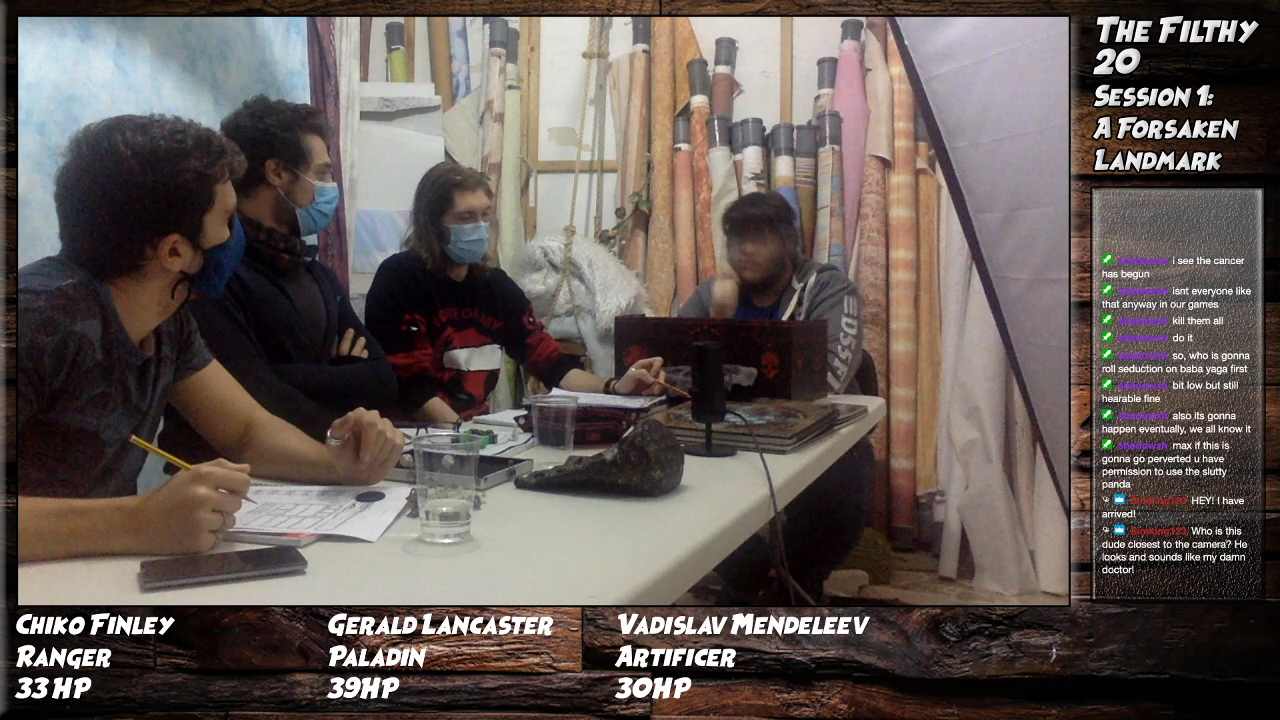 THE FILTHY
20
SESSION 1:
A FORSAKEN
LANDMARK
i see the cancer
has begun
isnt everyone like
that anyway in our games
kill them all
do it
so, who is gonna
roll seduction on baba yaga first
bit low but still
hearable fine
also its gonna
happen eventually, we all know it
max if this is
gonna go perverted u have
permission to use the slutty
panda
HEY! I have
arrived!
Who is this
dude closest to the camera? He
looks and sounds like my damn
doctor!
CHIKO FINLEY
RANGER
33 HP
GERALD LANCASTER
PALADIN
39HP
VADISLAV MENDELEEV
ARTIFICER
30HP